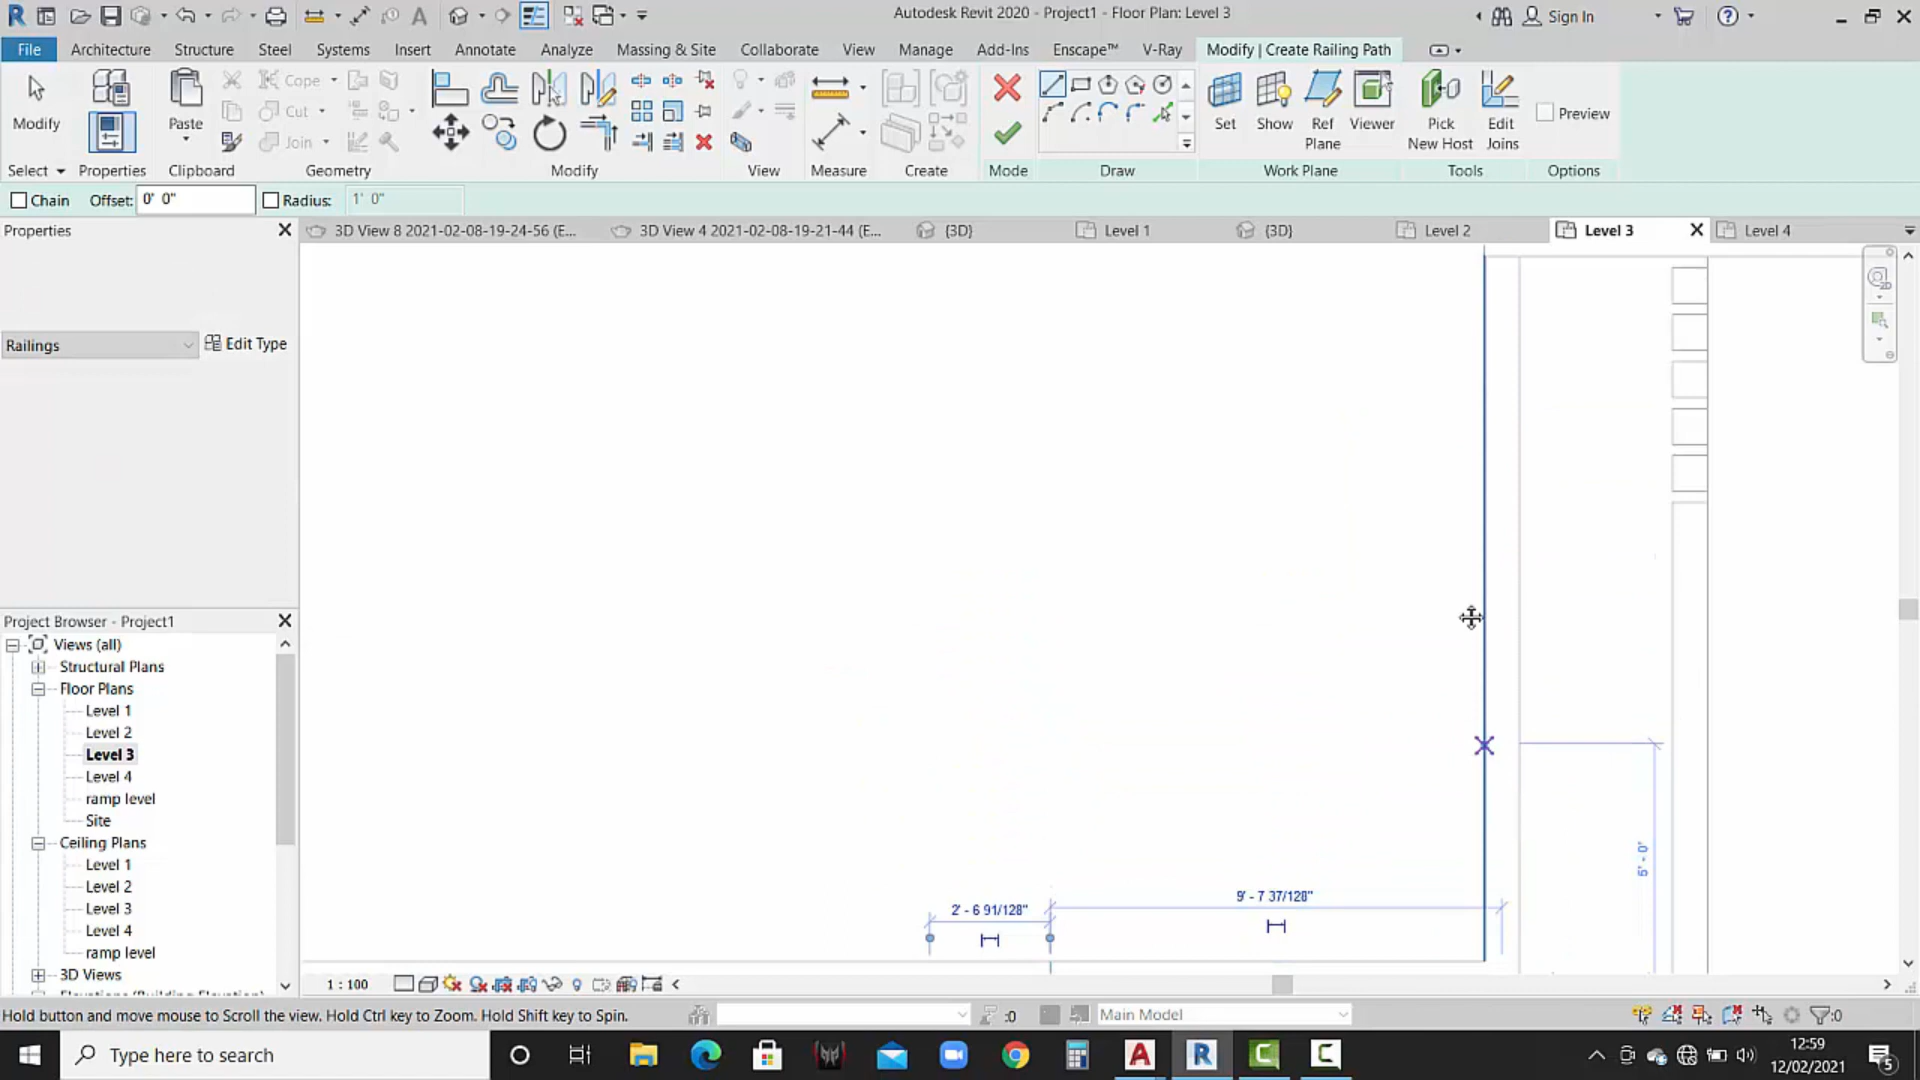 Autodesk Revit 2020 - Project1 - Floor Plan: Level 3
Sign In
File Architecture Structure Steel Systems Insert Annotate Analyze Massing & Site Collaborate View Manage Add-Ins Enscape™ V-Ray Modify | Create Railing Path
Modify Paste Cope Cut Join Set Show Ref Plane Viewer Pick New Host Edit Joins Preview
Select Properties Clipboard Geometry Modify View Measure Create Mode Draw Work Plane Tools Options
Chain Offset: 0' 0" Radius: 1' 0"
Properties
3D View 8 2021-02-08-19-24-56 (E... 3D View 4 2021-02-08-19-21-44 (E... {3D} Level 1 {3D} Level 2 Level 3 Level 4
Railings Edit Type
Project Browser - Project1
Views (all)
Structural Plans
Floor Plans
Level 1
Level 2
Level 3
Level 4
ramp level
Site
Ceiling Plans
Level 1
Level 2
Level 3
Level 4
ramp level
3D Views
5' - 0"
2' - 6 91/128"
9' - 7 37/128"
1 : 100
Hold button and move mouse to Scroll the view. Hold Ctrl key to Zoom. Hold Shift key to Spin.
:0
Main Model
:0
Type here to search
12:59
12/02/2021
5